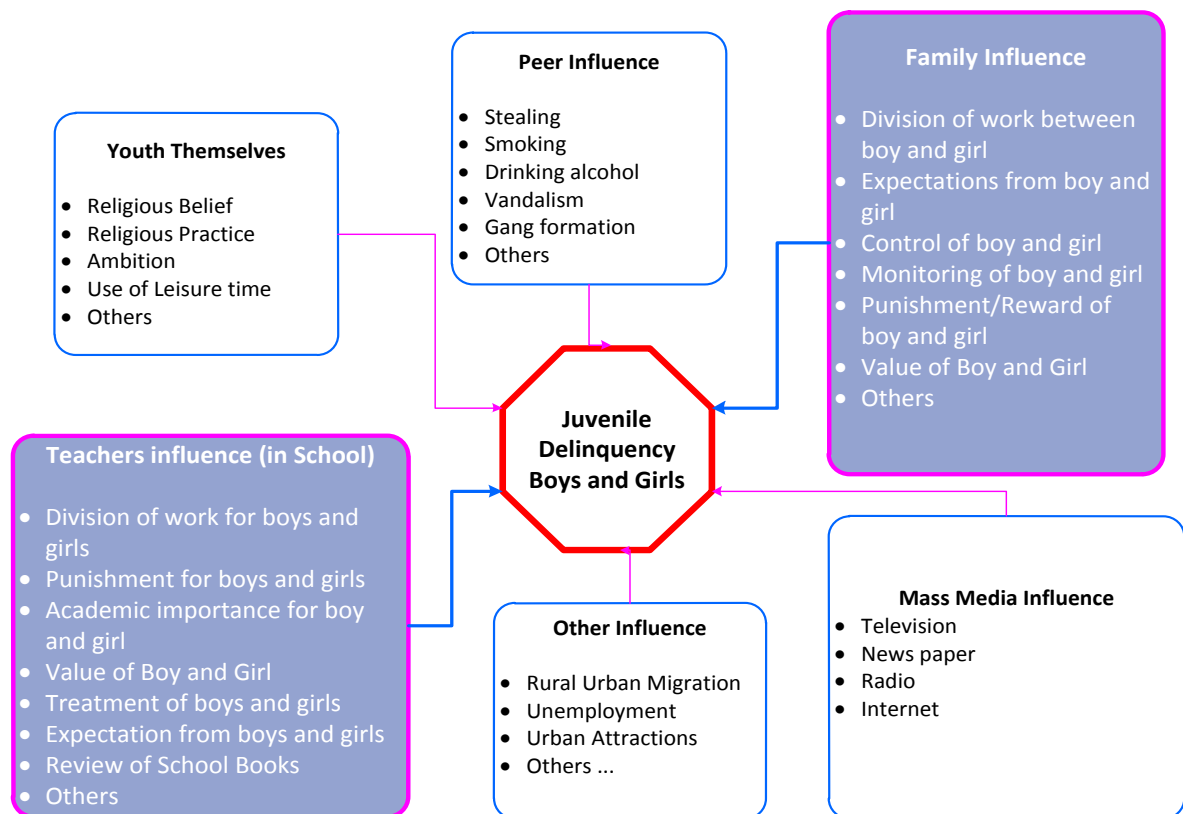 Peer Influence
• Stealing
• Smoking
• Drinking alcohol
• Vandalism
• Gang formation
• Others
Family Influence
• Division of work between
boy and girl
• Expectations from boy and
girl
• Control of boy and girl
• Monitoring of boy and girl
• Punishment/Reward of
boy and girl
• Value of Boy and Girl
• Others
Youth Themselves
• Religious Belief
• Religious Practice
• Ambition
• Use of Leisure time
• Others
Juvenile
Delinquency
Boys and Girls
Teachers influence (in School)
• Division of work for boys and
girls
• Punishment for boys and girls
• Academic importance for boy
and girl
• Value of Boy and Girl
• Treatment of boys and girls
• Expectation from boys and girls
• Review of School Books
• Others
Other Influence
• Rural Urban Migration
• Unemployment
• Urban Attractions
• Others ...
Mass Media Influence
• Television
• News paper
• Radio
• Internet